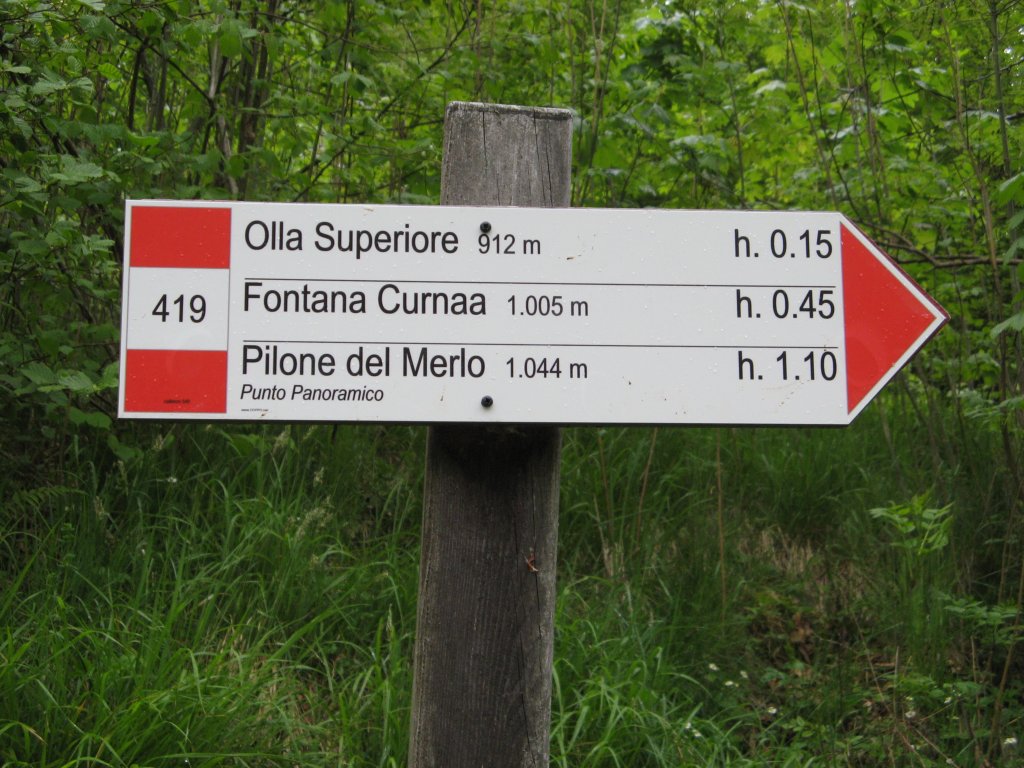 419
Olla Superiore 912 m h. 0.15
Fontana Curnaa 1.005 m h. 0.45
Pilone del Merlo 1.044 m h. 1.10
Punto Panoramico